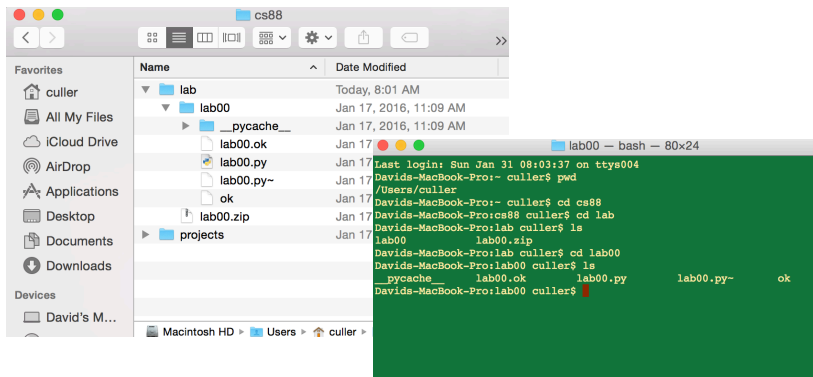 cs88
Favorites
culler
All My Files
iCloud Drive
AirDrop
Applications
Desktop
Documents
Downloads
Devices
David's M...
Name Date Modified
lab Today, 8:01 AM
lab00 Jan 17, 2016, 11:09 AM
__pycache__ Jan 17, 2016, 11:09 AM
lab00.ok Jan 17
lab00.py Jan 17
lab00.py~ Jan 17
ok Jan 17
lab00.zip Jan 17
projects Jan 17
Macintosh HD Users culler
lab00 — bash — 80×24
Last login: Sun Jan 31 08:03:37 on ttys004
Davids-MacBook-Pro:~ culler$ pwd
/Users/culler
Davids-MacBook-Pro:~ culler$ cd cs88
Davids-MacBook-Pro:cs88 culler$ cd lab
Davids-MacBook-Pro:lab culler$ ls
lab00 lab00.zip
Davids-MacBook-Pro:lab culler$ cd lab00
Davids-MacBook-Pro:lab00 culler$ ls
__pycache__ lab00.ok lab00.py lab00.py~ ok
Davids-MacBook-Pro:lab00 culler$